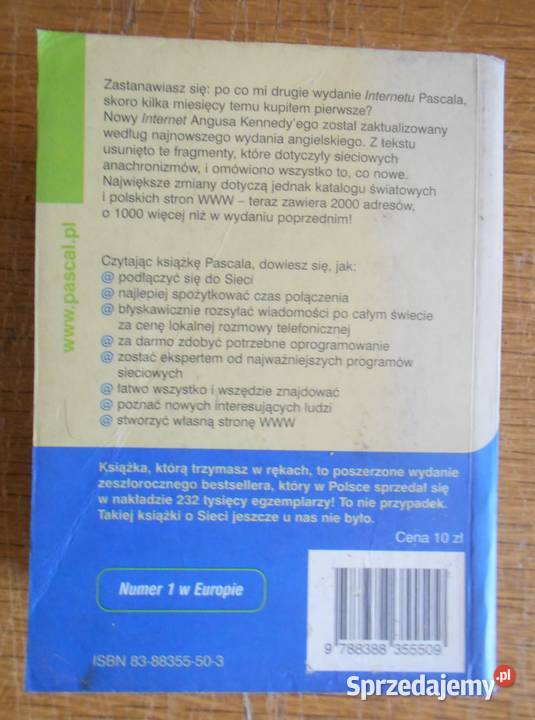 Zastanawiasz się: po co mi drugie wydanie Internetu Pascala,
skoro kilka miesięcy temu kupiłem pierwsze?
Nowy Internet Angusa Kennedy'ego został zaktualizowany
według najnowszego wydania angielskiego. Z tekstu
usunięto te fragmenty, które dotyczyły sieciowych
anachronizmów, i omówiono wszystko to, co nowe.
Największe zmiany dotyczą jednak katalogu światowych
i polskich stron WWW – teraz zawiera 2000 adresów,
o 1000 więcej niż w wydaniu poprzednim!
www.pascal.pl
Czytając książkę Pascala, dowiesz się, jak:
@ podłączyć się do Sieci
@ najlepiej spożytkować czas połączenia
@ błyskawicznie rozsyłać wiadomości po całym świecie
za cenę lokalnej rozmowy telefonicznej
@ za darmo zdobyć potrzebne oprogramowanie
@ zostać ekspertem od najważniejszych programów
sieciowych
@ łatwo wszystko i wszędzie znajdować
@ poznać nowych interesujących ludzi
@ stworzyć własną stronę WWW
Książka, którą trzymasz w rękach, to poszerzone wydanie
zeszłorocznego bestsellera, który w Polsce sprzedał się
w nakładzie 232 tysięcy egzemplarzy! To nie przypadek.
Takiej książki o Sieci jeszcze u nas nie było.
Cena 10 zł
Numer 1 w Europie
9 788388 355509
ISBN 83-88355-50-3
Sprzedajemy.pl